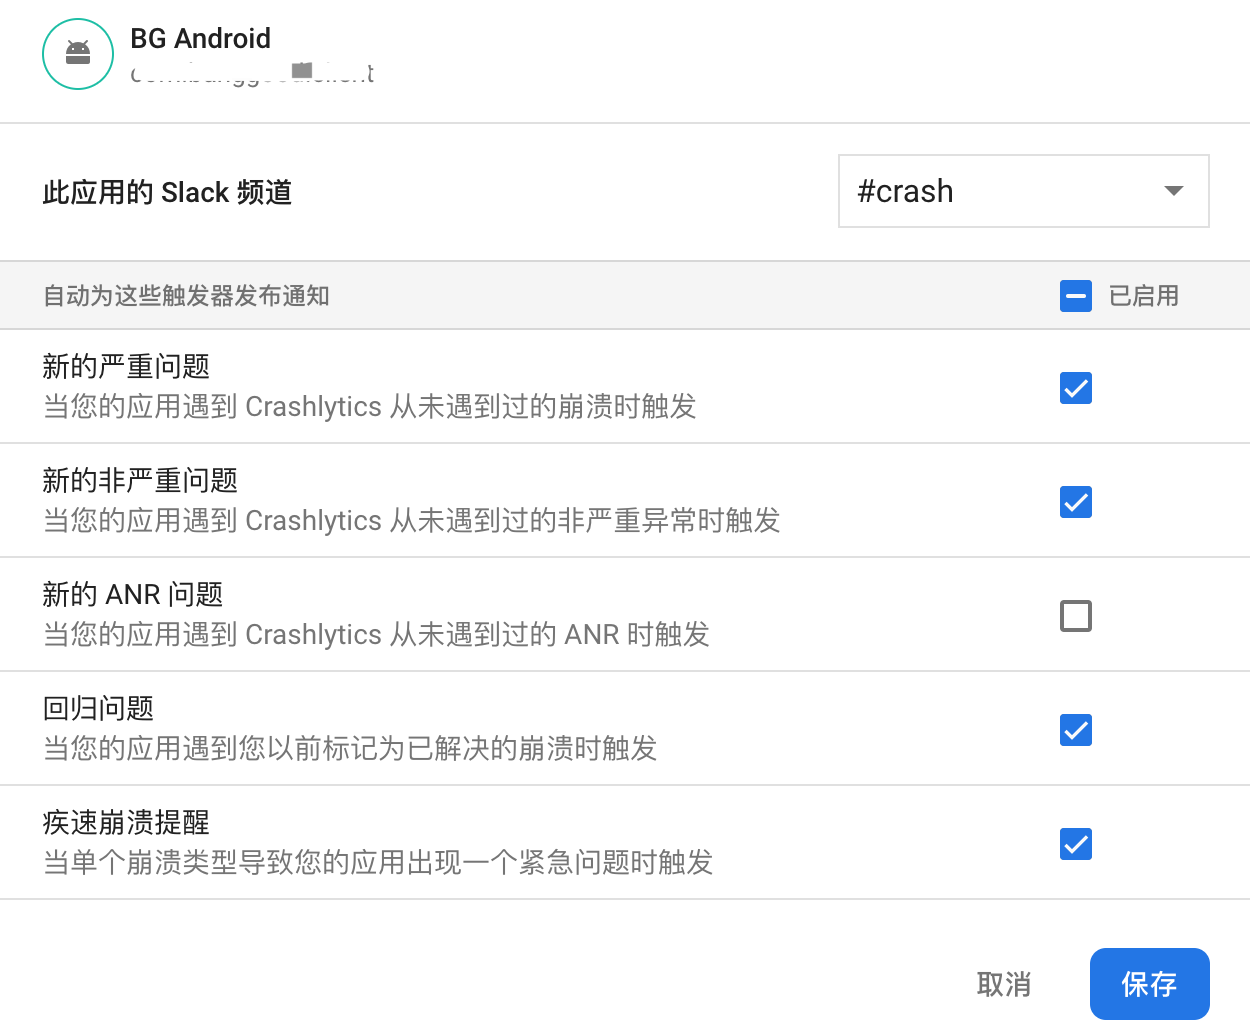 BG Android
此应用的 Slack 频道
#crash
自动为这些触发器发布通知
已启用
新的严重问题
当您的应用遇到 Crashlytics 从未遇到过的崩溃时触发
新的非严重问题
当您的应用遇到 Crashlytics 从未遇到过的非严重异常时触发
新的 ANR 问题
当您的应用遇到 Crashlytics 从未遇到过的 ANR 时触发
回归问题
当您的应用遇到您以前标记为已解决的崩溃时触发
疾速崩溃提醒
当单个崩溃类型导致您的应用出现一个紧急问题时触发
取消
保存